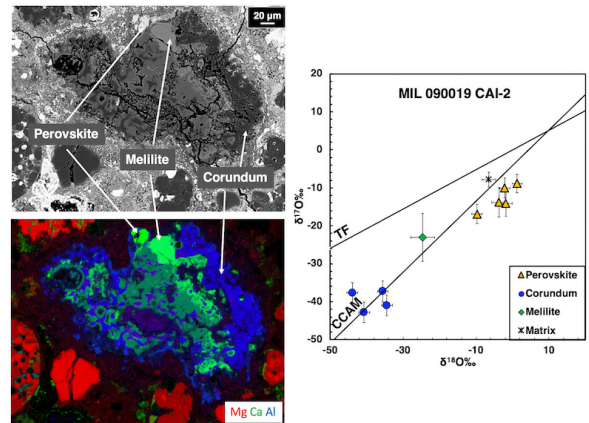 20 µm
Perovskite
Melilite
Corundum
Mg Ca Al
MIL 090019 CAI-2
20
10
0
-10
-20
-30
-40
-50
δ¹⁷O‰
TF
CCAM
Perovskite
Corundum
Melilite
Matrix
-50 -30 -10 10
δ¹⁸O‰